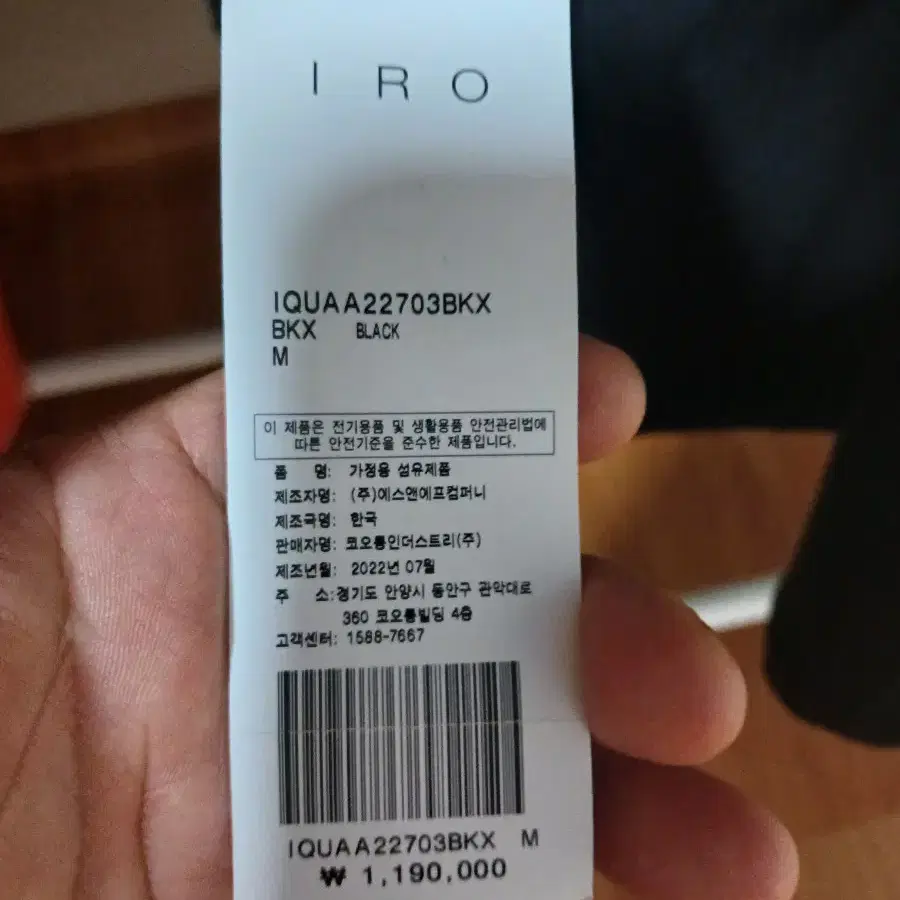 IRO
IQUAA22703BKX
BKX BLACK
M
이 제품은 전기용품 및 생활용품 안전관리법에
따른 안전기준을 준수한 제품입니다.
품 명: 가정용 섬유제품
제조자명: (주)에스앤에프컴퍼니
제조국명: 한국
판매자명: 코오롱인더스트리(주)
제조년월: 2022년 07월
주 소:경기도 안양시 동안구 관악대로
360 코오롱빌딩 4층
고객센터: 1588-7667
IQUAA22703BKX M
₩ 1,190,000